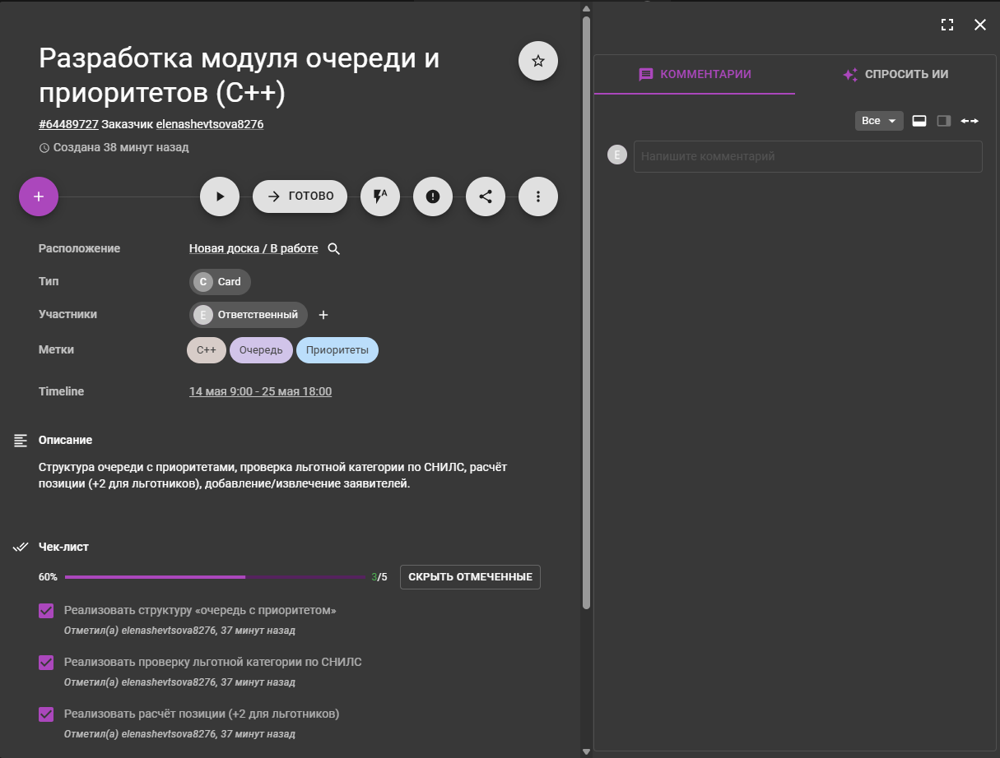 Разработка модуля очереди и
приоритетов (C++)
#64489727 Заказчик elenashevtsova8276
Создана 38 минут назад
ГОТОВО
Расположение
Новая доска / В работе
Тип
C Card
Участники
E Ответственный
Метки
C++ Очередь Приоритеты
Timeline
14 мая 9:00 - 25 мая 18:00
Описание
Структура очереди с приоритетами, проверка льготной категории по СНИЛС, расчёт
позиции (+2 для льготников), добавление/извлечение заявителей.
Чек-лист
60%
3/5
СКРЫТЬ ОТМЕЧЕННЫЕ
Реализовать структуру «очередь с приоритетом»
Отметил(а) elenashevtsova8276, 37 минут назад
Реализовать проверку льготной категории по СНИЛС
Отметил(а) elenashevtsova8276, 37 минут назад
Реализовать расчёт позиции (+2 для льготников)
Отметил(а) elenashevtsova8276, 37 минут назад
КОММЕНТАРИИ
СПРОСИТЬ ИИ
Все
E
Напишите комментарий